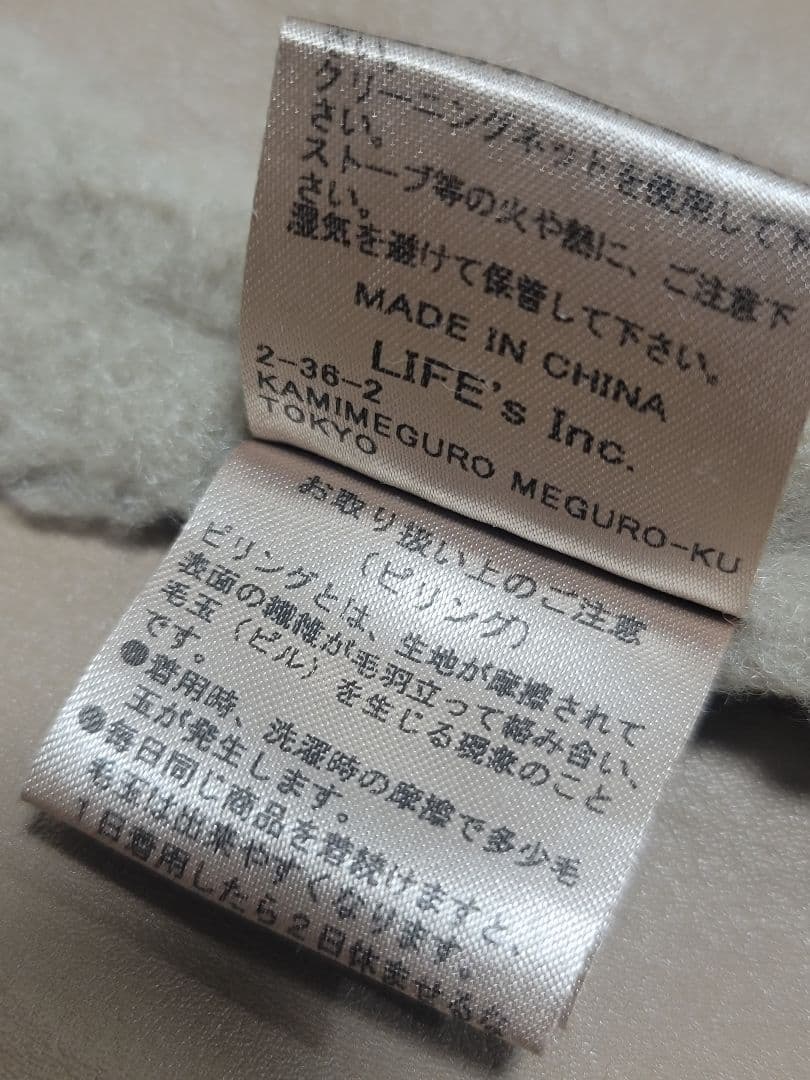 さい。
クリーニングネットを使用して下
さい。
ストーブ等の火や熱に、ご注意下
さい。
湿気を避けて保管して下さい。
MADE IN CHINA
LIFE's Inc.
2-36-2
KAMIMEGURO MEGURO-KU
TOKYO
お取り扱い上のご注意
(ピリング)
ピリングとは、生地が摩擦されて
表面の繊維が毛羽立って絡み合い、
毛玉(ピル)を生じる現象のこと
です。
●着用時、洗濯時の摩擦で多少毛
玉が発生します。
●毎日同じ商品を着続けますと、
毛玉は出来やすくなります。
1日着用したら2日休ませるな